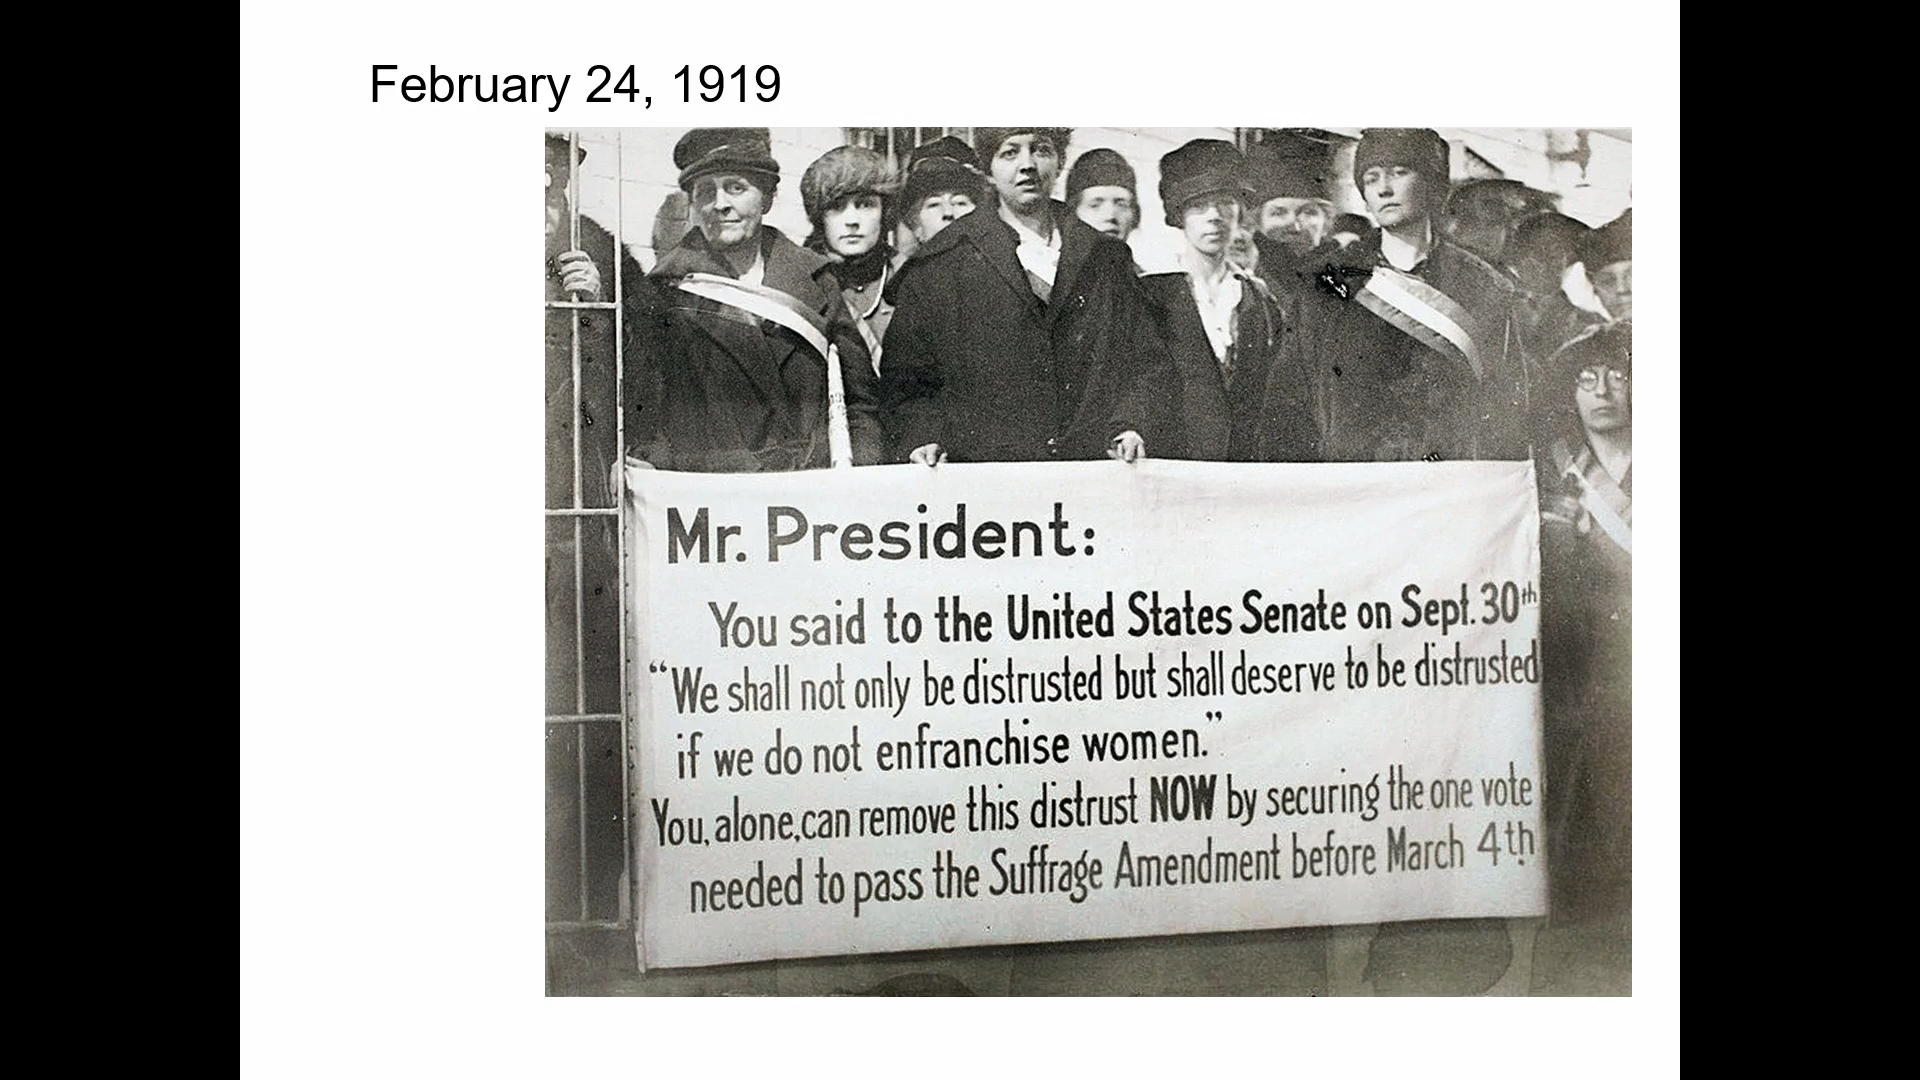 February 24, 1919
Mr. President:
You said to the United States Senate on Sept. 30th
“We shall not only be distrusted but shall deserve to be distrusted
if we do not enfranchise women.”
You, alone, can remove this distrust NOW by securing the one vote
needed to pass the Suffrage Amendment before March 4th